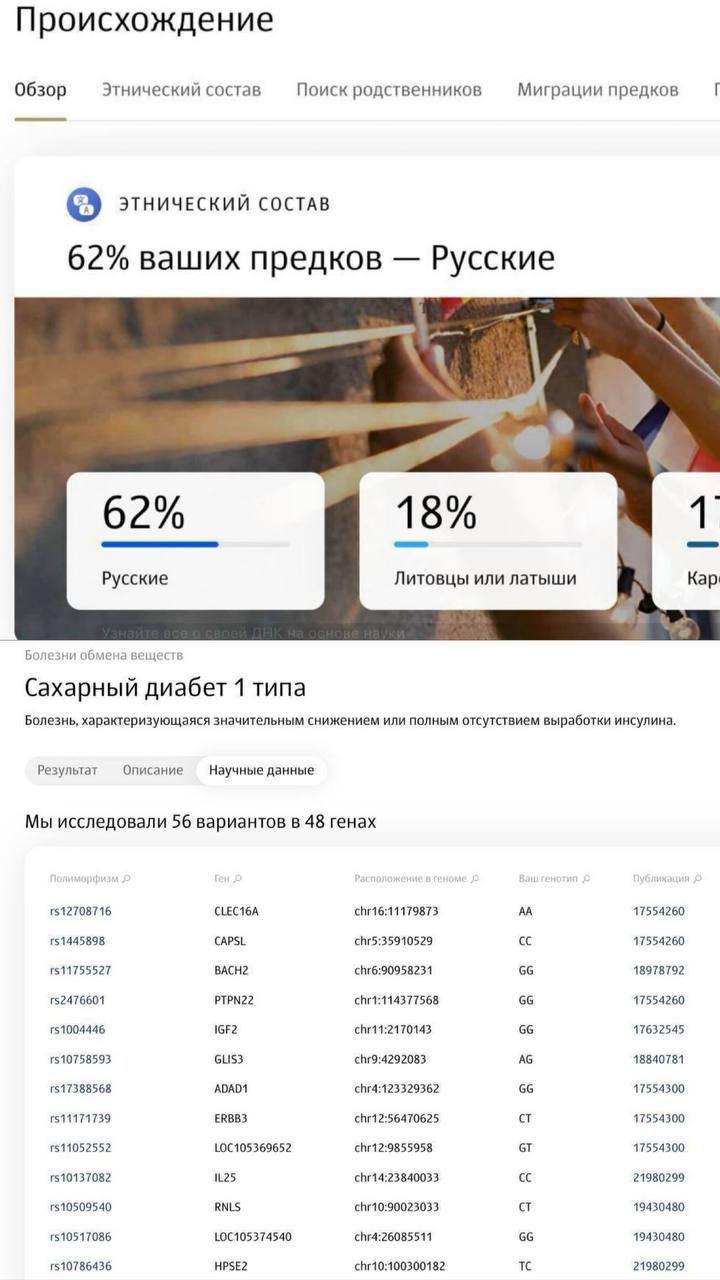 Происхождение
Обзор Этнический состав Поиск родственников Миграции предков
ЭТНИЧЕСКИЙ СОСТАВ
62% ваших предков — Русские
62% 18% 17
Русские Литовцы или латыши Каре
Узнайте все о своей ДНК на основе науки
Болезни обмена веществ
Сахарный диабет 1 типа
Болезнь, характеризующаяся значительным снижением или полным отсутствием выработки инсулина.
Результат Описание Научные данные
Мы исследовали 56 вариантов в 48 генах
Полиморфизм Ген Расположение в геноме Ваш генотип Публикация
rs12708716 CLEC16A chr16:11179873 AA 17554260
rs1445898 CAPSL chr5:35910529 CC 17554260
rs11755527 BACH2 chr6:90958231 GG 18978792
rs2476601 PTPN22 chr1:114377568 GG 17554260
rs1004446 IGF2 chr11:2170143 GG 17632545
rs10758593 GLIS3 chr9:4292083 AG 18840781
rs17388568 ADAD1 chr4:123329362 GG 17554300
rs11171739 ERBB3 chr12:56470625 CT 17554300
rs11052552 LOC105369652 chr12:9855958 GT 17554300
rs10137082 IL25 chr14:23840033 CC 21980299
rs10509540 RNLS chr10:90023033 CT 19430480
rs10517086 LOC105374540 chr4:26085511 GG 19430480
rs10786436 HPSE2 chr10:100300182 TC 21980299